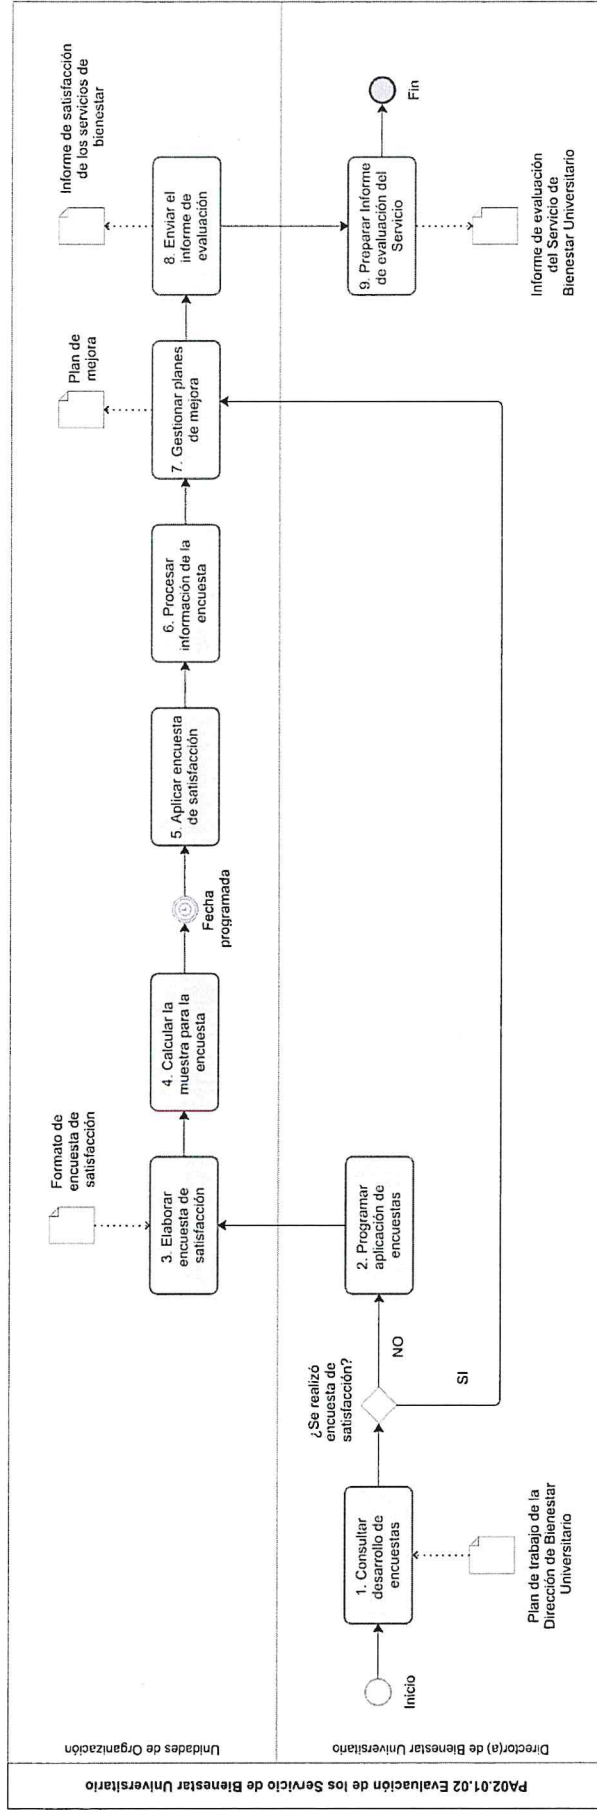 PA02.01.02 Evaluación de los Servicio de Bienestar Universitario
Unidades de Organización
Director(a) de Bienestar Universitario
Inicio
1. Consultar
desarrollo de
encuestas
Plan de trabajo de la
Dirección de Bienestar
Universitario
¿Se realizó
encuesta de
satisfacción?
NO
SI
2. Programar
aplicación de
encuestas
Formato de
encuesta de
satisfacción
3. Elaborar
encuesta de
satisfacción
4. Calcular la
muestra para la
encuesta
Fecha
programada
5. Aplicar encuesta
de satisfacción
6. Procesar
información de la
encuesta
Plan de
mejora
7. Gestionar planes
de mejora
Informe de satisfacción
de los servicios de
bienestar
8. Enviar el
informe de
evaluación
9. Preparar Informe
de evaluación del
Servicio
Informe de evaluación
del Servicio de
Bienestar Universitario
Fin